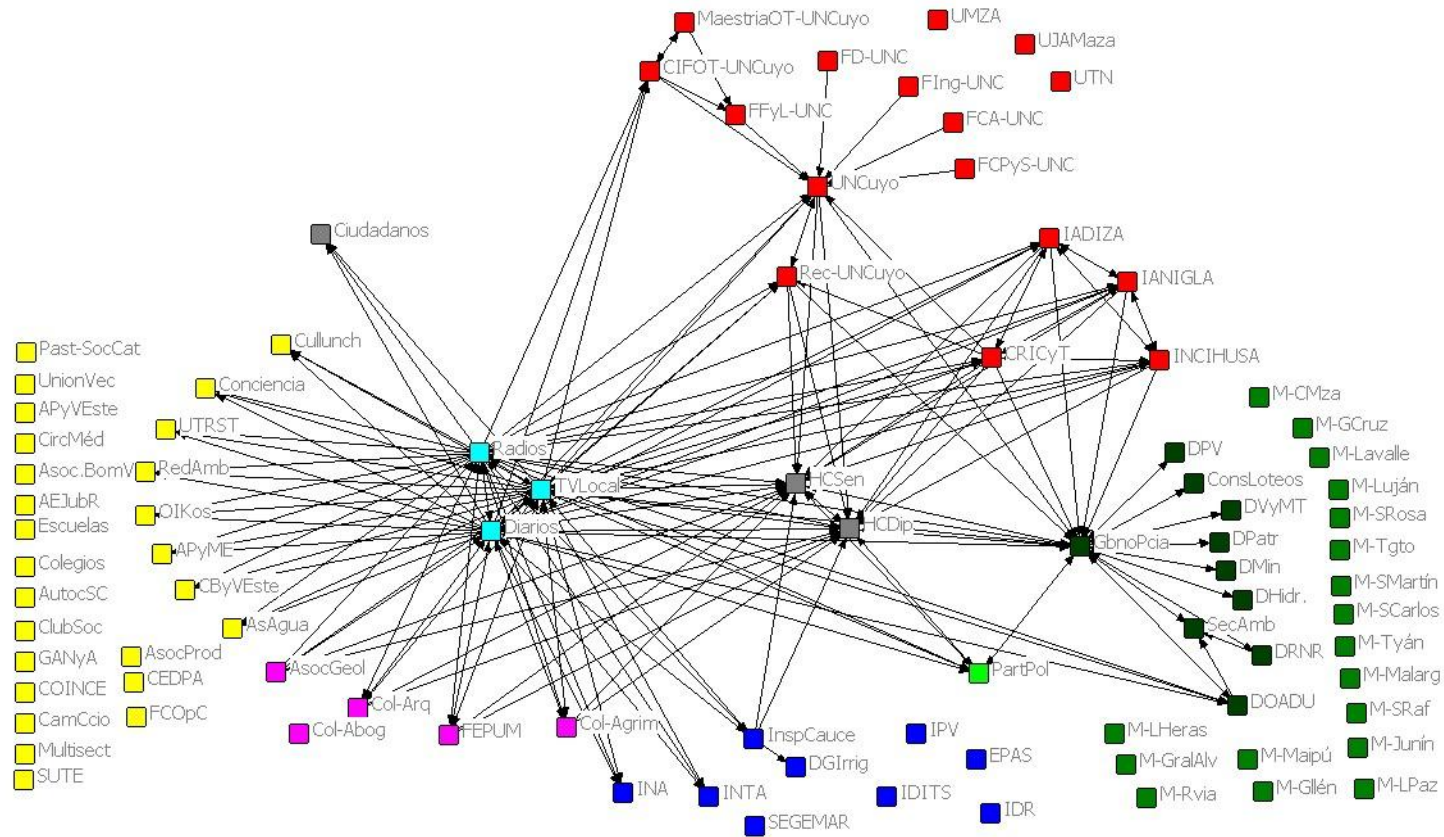 MaestriaOT-UNCuyo
UMZA
UJAMaza
CIFOT-UNCuyo
FD-UNC
UTN
FIng-UNC
FFyL-UNC
FCA-UNC
FCPyS-UNC
UNCuyo
Ciudadanos
IADIZA
Rec-UNCuyo
IANIGLA
Cullunch
Past-SocCat
CRICyT
INCIHUSA
UnionVec
Conciencia
M-CMza
APyVEste
UTRST
M-GCruz
CircMéd
Radios
DPV
M-Lavalle
Asoc.BomV
RedAmb
HCSen
ConsLoteos
TVLocal
M-Luján
AEJubR
OIKos
DVyMT
M-SRosa
Escuelas
Diarios
HCDip
GbnoPcia
DPatr
M-Tgto
APyME
Colegios
DMin
M-SMartín
CByVEste
AutocSC
DHidr.
M-SCarlos
ClubSoc
AsAgua
SecAmb
M-Tyán
GANyA
AsocProd
AsocGeol
PartPol
DRNR
M-Malarg
COINCE
CEDPA
DOADU
Col-Arq
M-SRaf
CamCcio
FCOpC
Col-Abog
FEPUM
Col-Agrim
InspCauce
IPV
M-LHeras
M-Junín
Multisect
DGIrrig
EPAS
M-GralAlv
M-Maipú
SUTE
INA
INTA
IDITS
M-Rvia
M-Gllén
M-LPaz
SEGEMAR
IDR